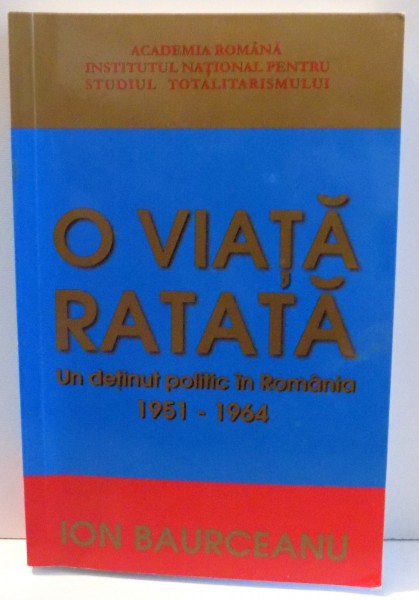 ACADEMIA ROMÂNĂ
INSTITUTUL NAȚIONAL PENTRU
STUDIUL TOTALITARISMULUI
O VIAȚĂ
RATATĂ
Un deținut politic în România
1951 - 1964
ION BAURCEANU